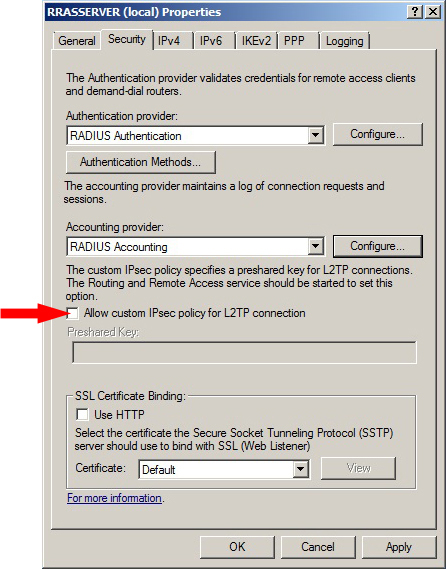 RRASSERVER (local) Properties
General Security IPv4 IPv6 IKEv2 PPP Logging
The Authentication provider validates credentials for remote access clients
and demand-dial routers.
Authentication provider:
RADIUS Authentication Configure...
Authentication Methods...
The accounting provider maintains a log of connection requests and
sessions.
Accounting provider:
RADIUS Accounting Configure...
The custom IPsec policy specifies a preshared key for L2TP connections.
The Routing and Remote Access service should be started to set this
option.
Allow custom IPsec policy for L2TP connection
Preshared Key:
SSL Certificate Binding:
Use HTTP
Select the certificate the Secure Socket Tunneling Protocol (SSTP)
server should use to bind with SSL (Web Listener)
Certificate: Default View
For more information.
OK Cancel Apply